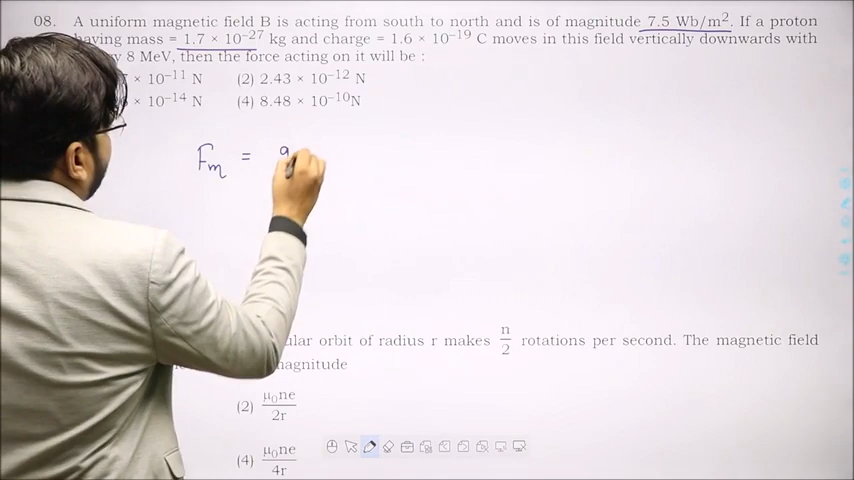 08. A uniform magnetic field B is acting from south to north and is of magnitude 7.5 Wb/m². If a proton
having mass = 1.7 × 10⁻²⁷ kg and charge = 1.6 × 10⁻¹⁹ C moves in this field vertically downwards with
8 MeV, then the force acting on it will be :
× 10⁻¹¹ N (2) 2.43 × 10⁻¹² N
× 10⁻¹⁴ N (4) 8.48 × 10⁻¹⁰N
Fm = q
orbit of radius r makes n/2 rotations per second. The magnetic field
magnitude
(2) μ₀ne/2r
(4) μ₀ne/4r